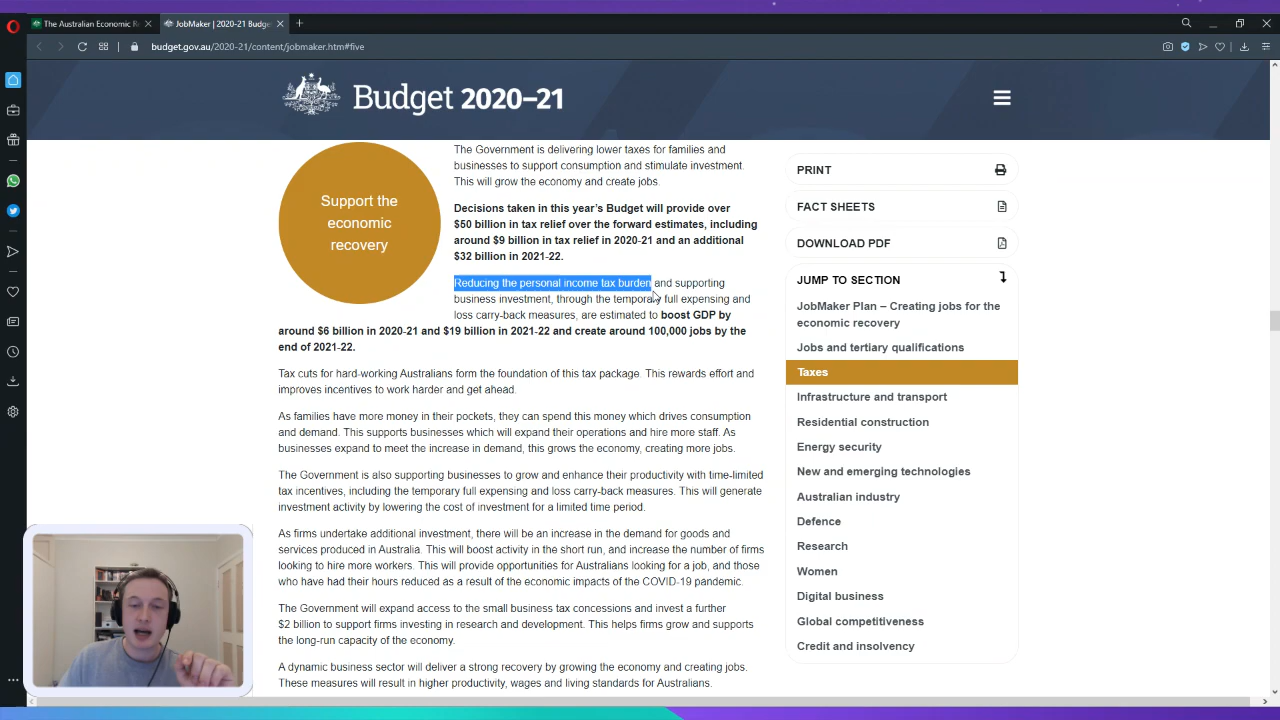 The Australian Economic Re
JobMaker | 2020-21 Budge
budget.gov.au/2020-21/content/jobmaker.htm#five
Budget 2020–21
Support the
economic
recovery
The Government is delivering lower taxes for families and
businesses to support consumption and stimulate investment.
This will grow the economy and create jobs.
Decisions taken in this year’s Budget will provide over
$50 billion in tax relief over the forward estimates, including
around $9 billion in tax relief in 2020-21 and an additional
$32 billion in 2021-22.
Reducing the personal income tax burden and supporting
business investment, through the temporary full expensing and
loss carry-back measures, are estimated to boost GDP by
around $6 billion in 2020-21 and $19 billion in 2021-22 and create around 100,000 jobs by the
end of 2021-22.
Tax cuts for hard-working Australians form the foundation of this tax package. This rewards effort and
improves incentives to work harder and get ahead.
As families have more money in their pockets, they can spend this money which drives consumption
and demand. This supports businesses which will expand their operations and hire more staff. As
businesses expand to meet the increase in demand, this grows the economy, creating more jobs.
The Government is also supporting businesses to grow and enhance their productivity with time-limited
tax incentives, including the temporary full expensing and loss carry-back measures. This will generate
investment activity by lowering the cost of investment for a limited time period.
As firms undertake additional investment, there will be an increase in the demand for goods and
services produced in Australia. This will boost activity in the short run, and increase the number of firms
looking to hire more workers. This will provide opportunities for Australians looking for a job, and those
who have had their hours reduced as a result of the economic impacts of the COVID-19 pandemic.
The Government will expand access to the small business tax concessions and invest a further
$2 billion to support firms investing in research and development. This helps firms grow and supports
the long-run capacity of the economy.
A dynamic business sector will deliver a strong recovery by growing the economy and creating jobs.
These measures will result in higher productivity, wages and living standards for Australians.
PRINT
FACT SHEETS
DOWNLOAD PDF
JUMP TO SECTION
JobMaker Plan – Creating jobs for the
economic recovery
Jobs and tertiary qualifications
Taxes
Infrastructure and transport
Residential construction
Energy security
New and emerging technologies
Australian industry
Defence
Research
Women
Digital business
Global competitiveness
Credit and insolvency